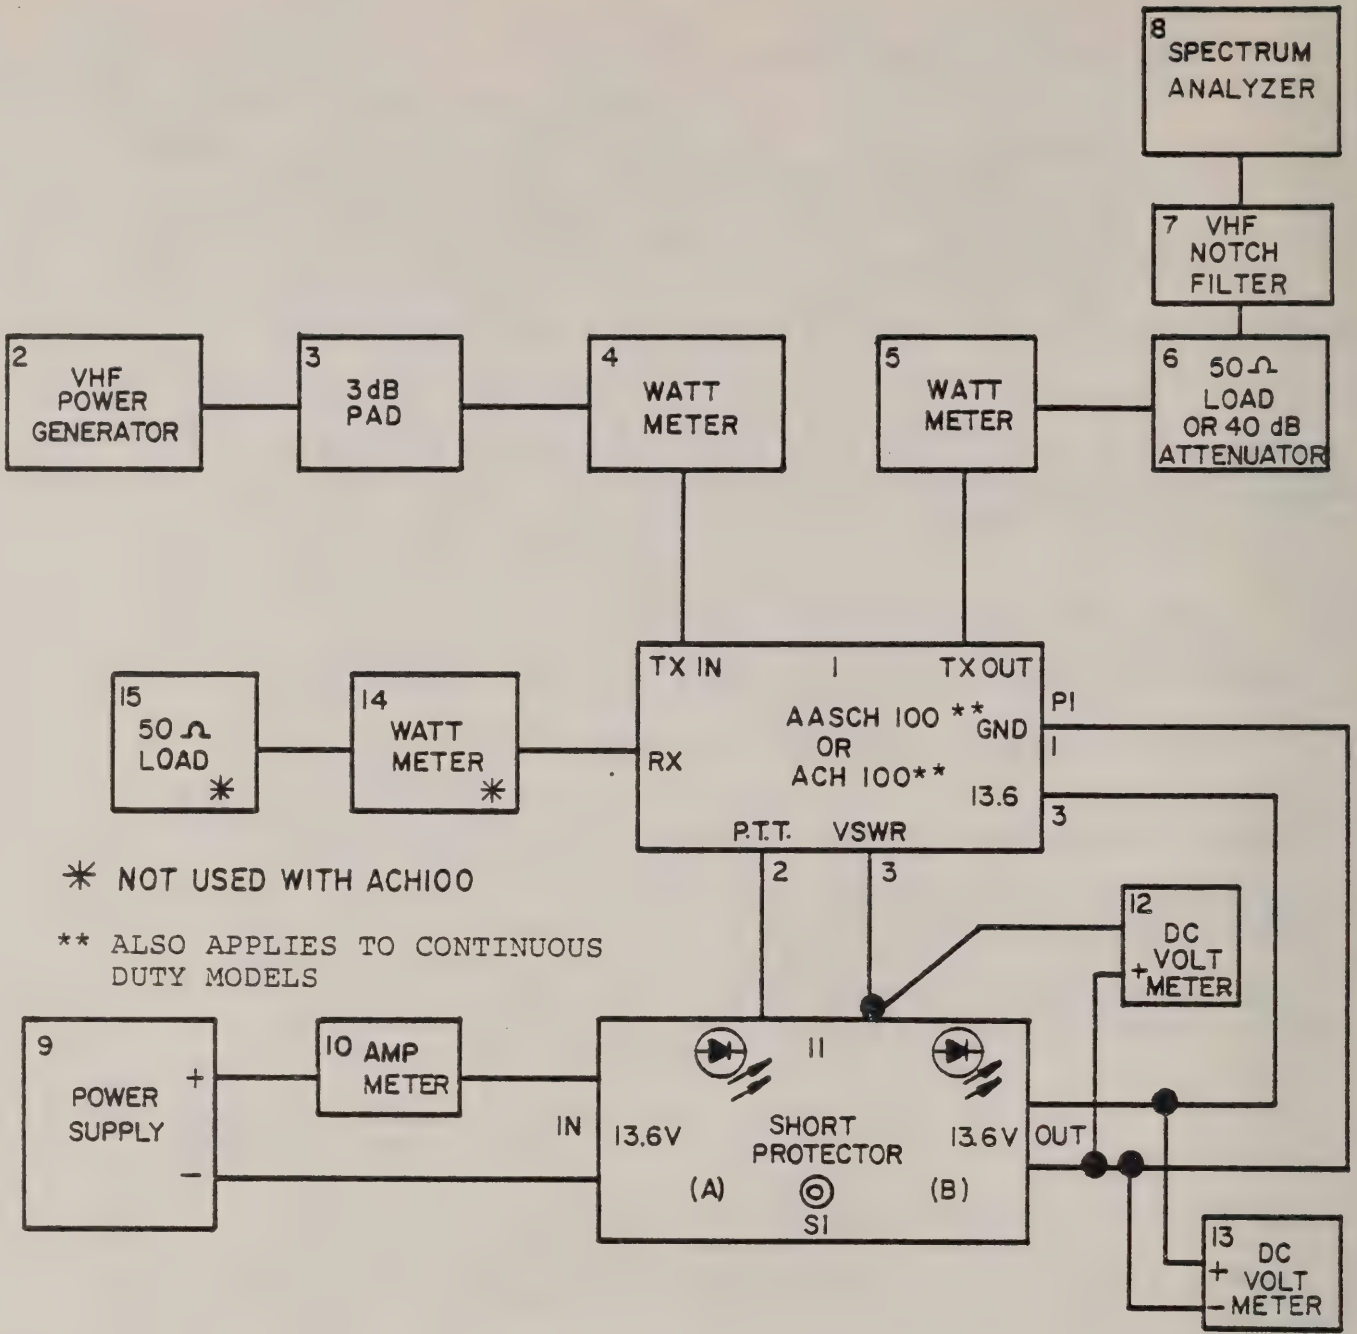 8
SPECTRUM
ANALYZER
7 VHF
NOTCH
FILTER
2
VHF
POWER
GENERATOR
3
3 dB
PAD
4
WATT
METER
5
WATT
METER
6 50Ω
LOAD
OR 40 dB
ATTENUATOR
TX IN 1 TX OUT
AASCH 100 ** GND
OR
ACH 100**
13.6
RX
P.T.T. VSWR
P1
1
3
2
3
15
50 Ω
LOAD
*
14
WATT
METER
*
* NOT USED WITH ACH100
** ALSO APPLIES TO CONTINUOUS
DUTY MODELS
12
DC
VOLT
+ METER
9
+
POWER
SUPPLY
-
10 AMP
METER
IN
11
13.6V SHORT 13.6V
PROTECTOR
(A) (B)
S1
OUT
13
DC
+ VOLT
- METER